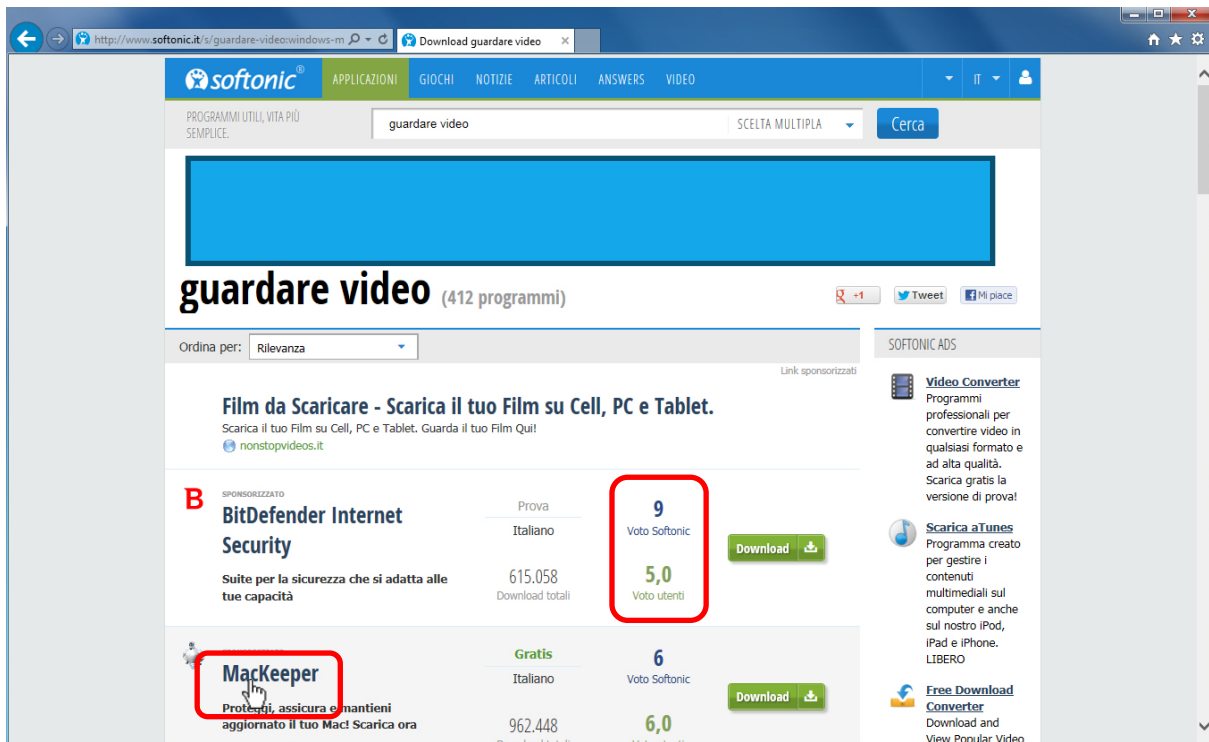 http://www.softonic.it/s/guardare-video:windows-m
Download guardare video
softonic®
APPLICAZIONI GIOCHI NOTIZIE ARTICOLI ANSWERS VIDEO IT
PROGRAMMI UTILI, VITA PIÙ
SEMPLICE.
guardare video
SCELTA MULTIPLA
Cerca
guardare video (412 programmi)
+1
Tweet
Mi piace
Ordina per: Rilevanza
Link sponsorizzati
Film da Scaricare - Scarica il tuo Film su Cell, PC e Tablet.
Scarica il tuo Film su Cell, PC e Tablet. Guarda il tuo Film Qui!
nonstopvideos.it
B
SPONSORIZZATO
BitDefender Internet
Security
Suite per la sicurezza che si adatta alle
tue capacità
Prova
Italiano
615.058
Download totali
9
Voto Softonic
5,0
Voto utenti
Download
MacKeeper
Proteggi, assicura e mantieni
aggiornato il tuo Mac! Scarica ora
Gratis
Italiano
962.448
6
Voto Softonic
6,0
Download
SOFTONIC ADS
Video Converter
Programmi
professionali per
convertire video in
qualsiasi formato e
ad alta qualità.
Scarica gratis la
versione di prova!
Scarica aTunes
Programma creato
per gestire i
contenuti
multimediali sul
computer e anche
sul nostro iPod,
iPad e iPhone.
LIBERO
Free Download
Converter
Download and
View Popular Video